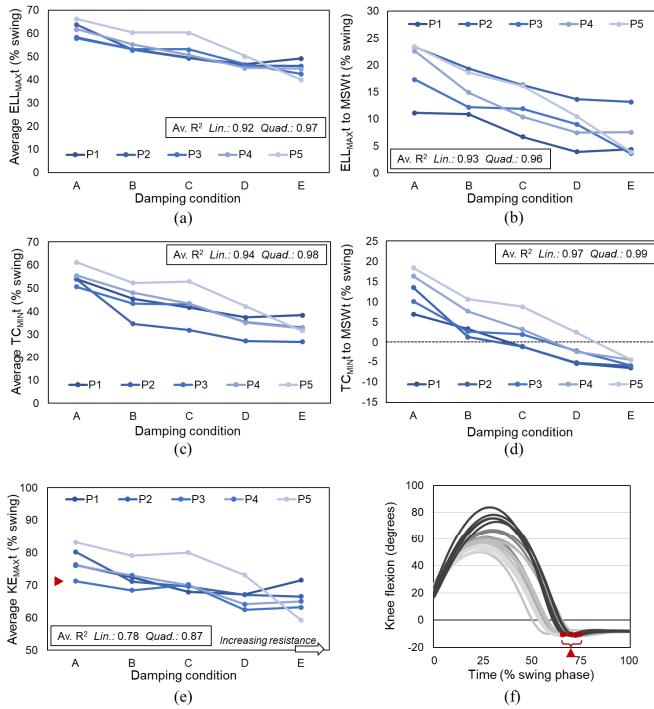 Average ELL_MAX t (% swing)
70
60
50
40
30
20
10
0
Av. R² Lin.: 0.92 Quad.: 0.97
P1 P2 P3 P4 P5
A B C D E
Damping condition
(a)
ELL_MAX t to MSWt (% swing)
30
25
20
15
10
5
0
P1 P2 P3 P4 P5
Av. R² Lin.: 0.93 Quad.: 0.96
A B C D E
Damping condition
(b)
Average TC_MIN t (% swing)
70
60
50
40
30
20
10
0
Av. R² Lin.: 0.94 Quad.: 0.98
P1 P2 P3 P4 P5
A B C D E
Damping condition
(c)
TC_MIN t to MSWt (% swing)
25
20
15
10
5
0
-5
-10
-15
Av. R² Lin.: 0.97 Quad.: 0.99
P1 P2 P3 P4 P5
A B C D E
Damping condition
(d)
Average KE_MAX t (% swing)
100
90
80
70
60
50
P1 P2 P3 P4 P5
Av. R² Lin.: 0.78 Quad.: 0.87
Increasing resistance
A B C D E
Damping condition
(e)
Knee flexion (degrees)
100
80
60
40
20
0
-20
0 25 50 75 100
Time (% swing phase)
(f)